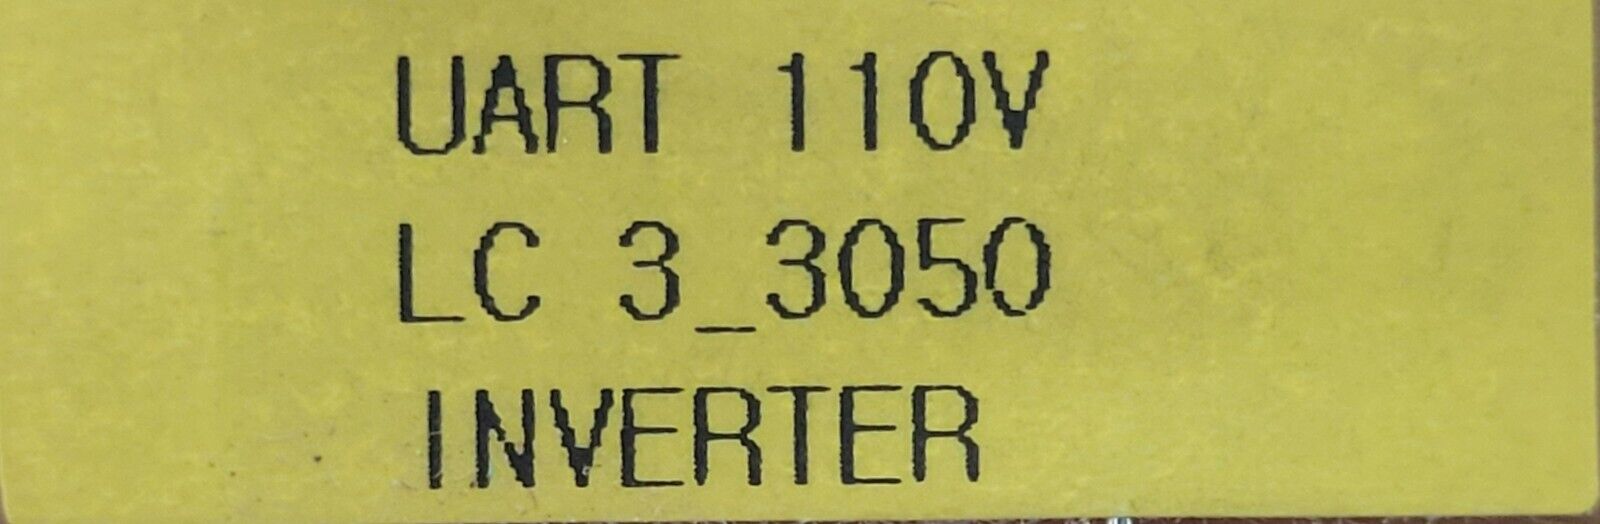 UART 110V
LC 3_3050
INVERTER